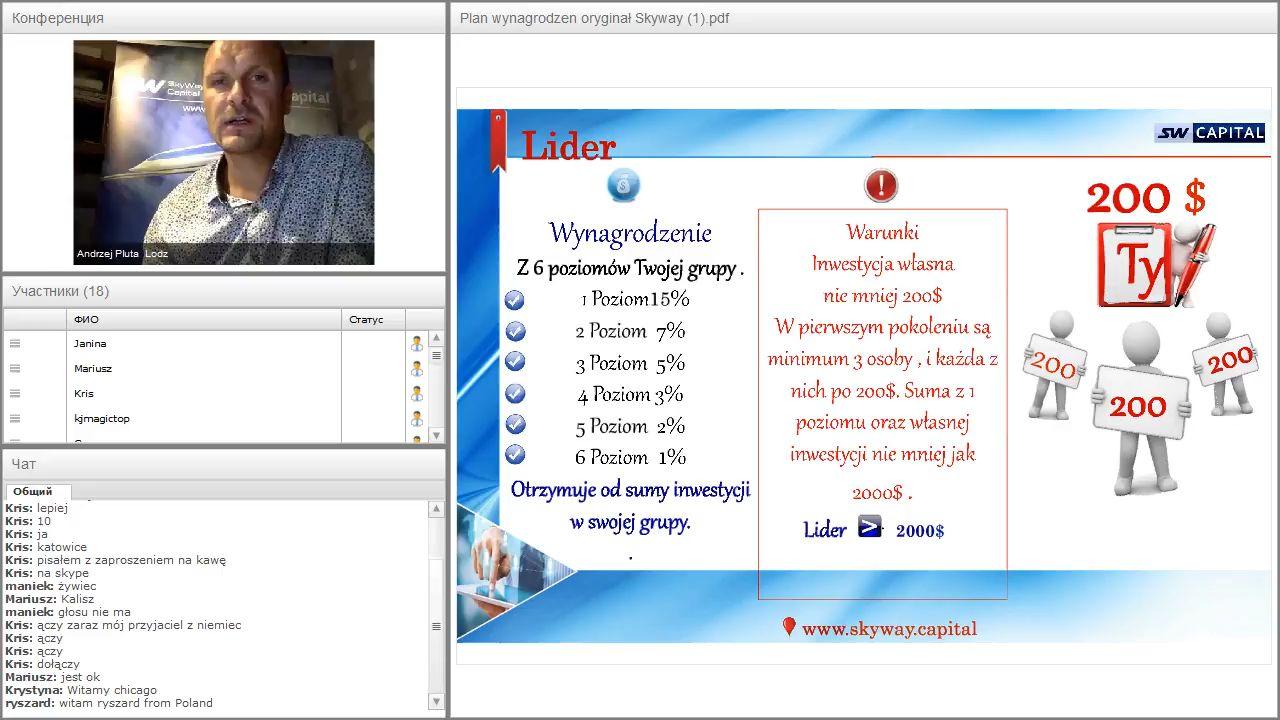 Конференция
SkyWay
Capital
Capital
www
Andrzej Pluta Lodz
Участники (18)
ФИО
Статус
Janina
Mariusz
Kris
kjmagictop
Чат
Общий
Kris: lepiej
Kris: 10
Kris: ja
Kris: katowice
Kris: pisałem z zaproszeniem na kawę
Kris: na skype
maniek: żywiec
Mariusz: Kalisz
maniek: głosu nie ma
Kris: ączy zaraz mój przyjaciel z niemiec
Kris: ączy
Kris: ączy
Kris: dołączy
Mariusz: jest ok
Krystyna: Witamy chicago
ryszard: witam ryszard from Poland
Plan wynagrodzen oryginał Skyway (1).pdf
Lider
SW CAPITAL
Wynagrodzenie
Z 6 poziomów Twojej grupy .
1 Poziom 15%
2 Poziom 7%
3 Poziom 5%
4 Poziom 3%
5 Poziom 2%
6 Poziom 1%
Otrzymuje od sumy inwestycji
w swojej grupy.
.
!
Warunki
Inwestycja własna
nie mniej 200$
W pierwszym pokoleniu są
minimum 3 osoby , i każda z
nich po 200$. Suma z 1
poziomu oraz własnej
inwestycji nie mniej jak
2000$ .
Lider > 2000$
200 $
Ty
200
200
200
www.skyway.capital